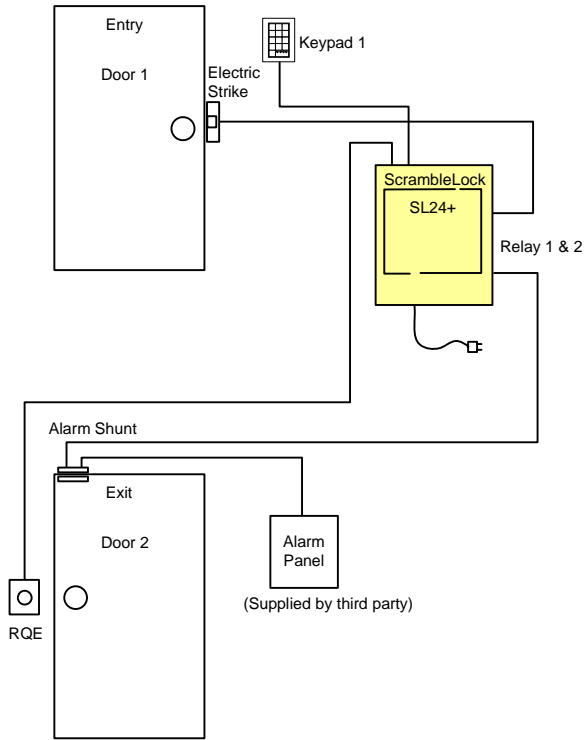 Entry
Door 1
Electric
Strike
Keypad 1
ScrambleLock
SL24+
Relay 1 & 2
Alarm Shunt
Exit
Door 2
Alarm
Panel
(Supplied by third party)
RQE